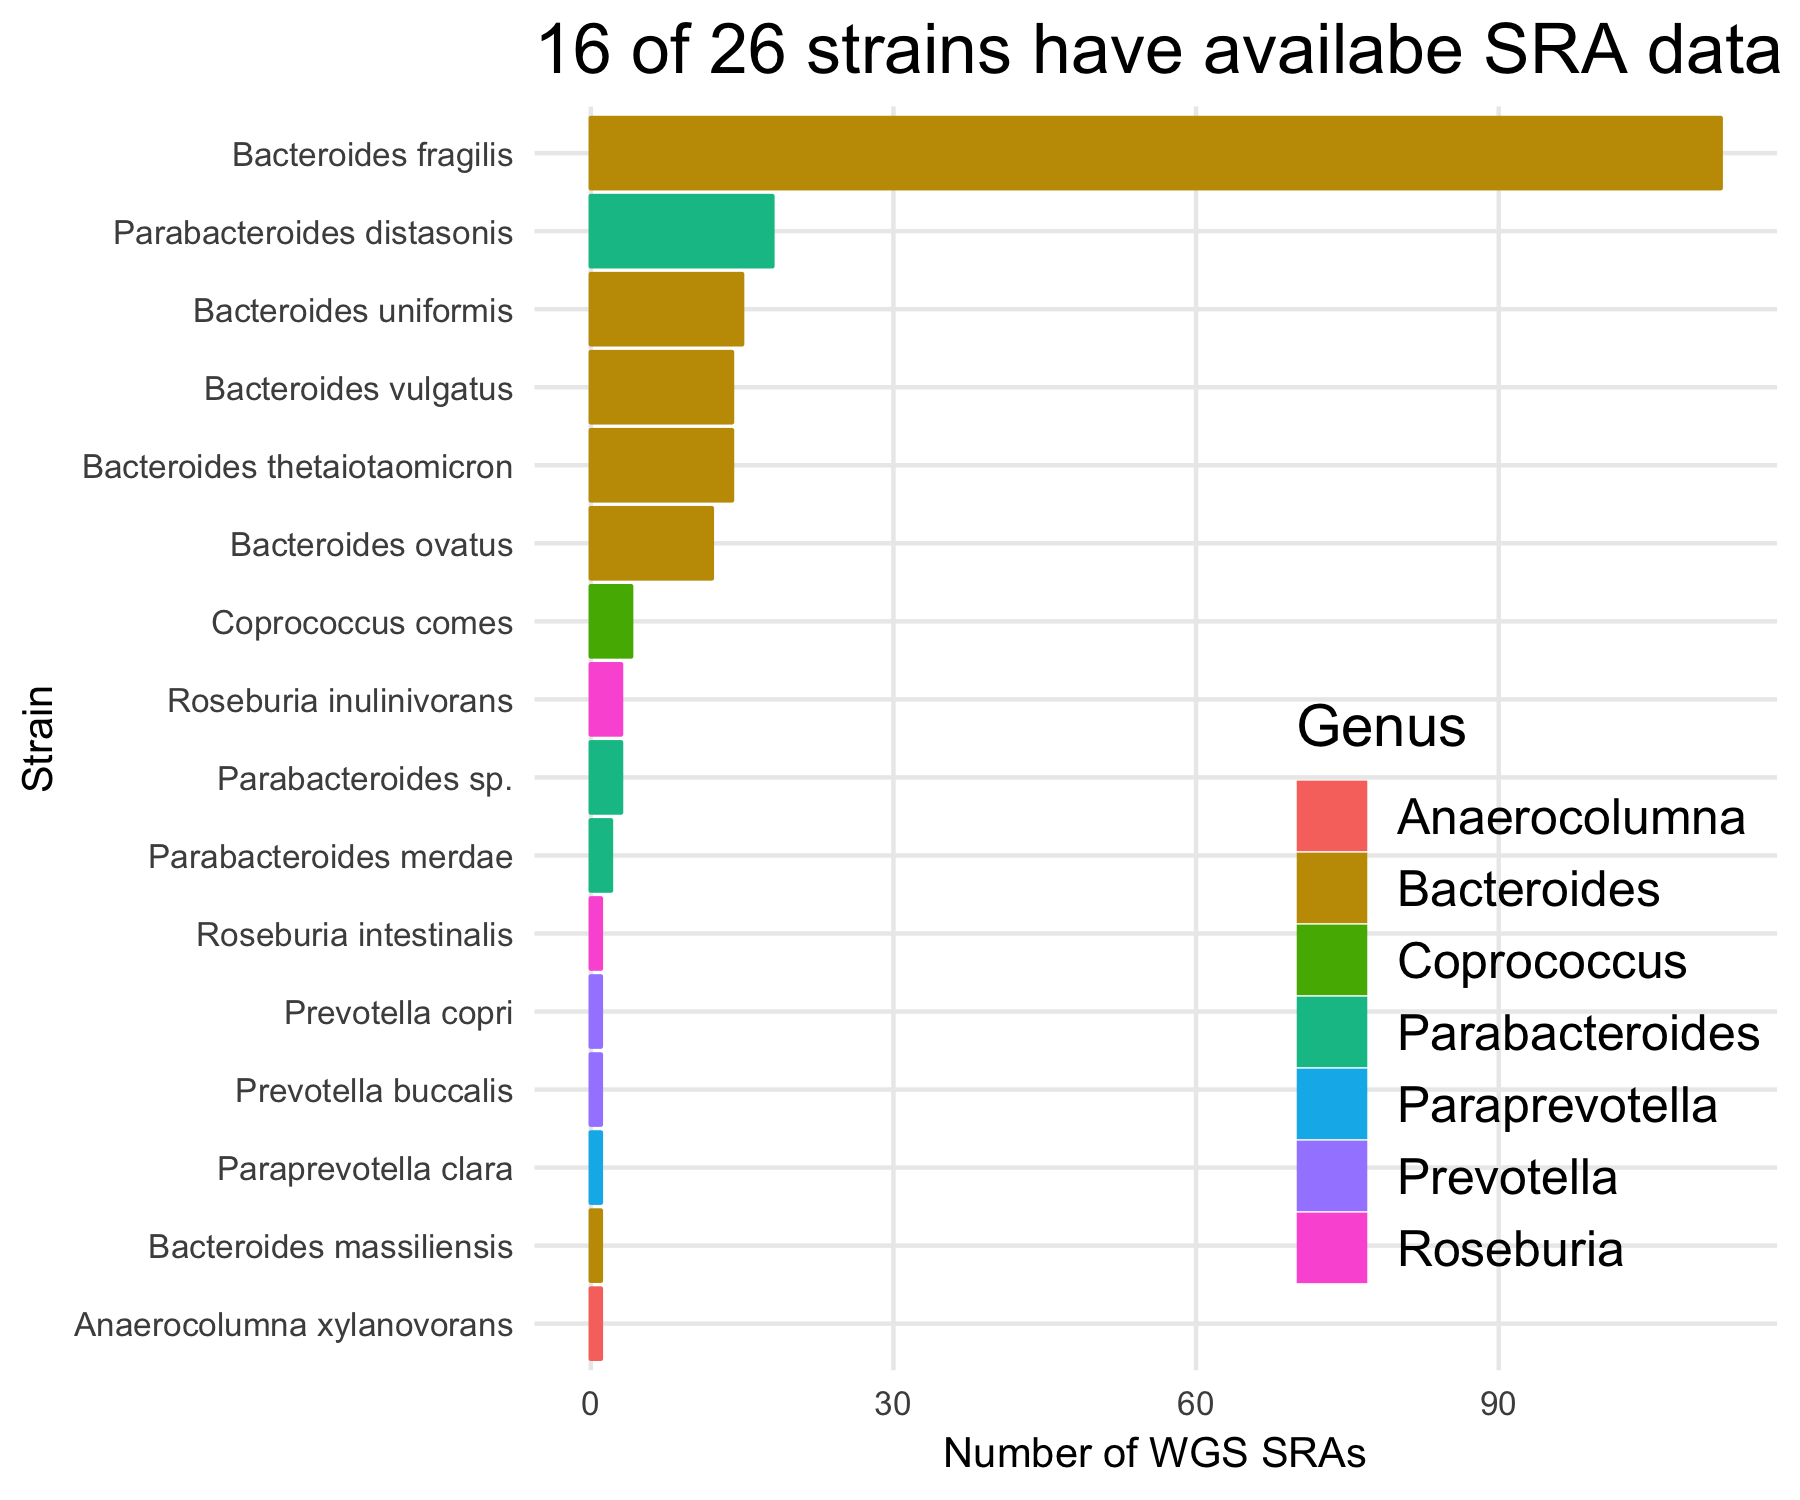 16 of 26 strains have availabe SRA data
Bacteroides fragilis
Parabacteroides distasonis
Bacteroides uniformis
Bacteroides vulgatus
Bacteroides thetaiotaomicron
Bacteroides ovatus
Coprococcus comes
Roseburia inulinivorans
Parabacteroides sp.
Parabacteroides merdae
Roseburia intestinalis
Prevotella copri
Prevotella buccalis
Paraprevotella clara
Bacteroides massiliensis
Anaerocolumna xylanovorans
Strain
Genus
Anaerocolumna
Bacteroides
Coprococcus
Parabacteroides
Paraprevotella
Prevotella
Roseburia
0 30 60 90
Number of WGS SRAs